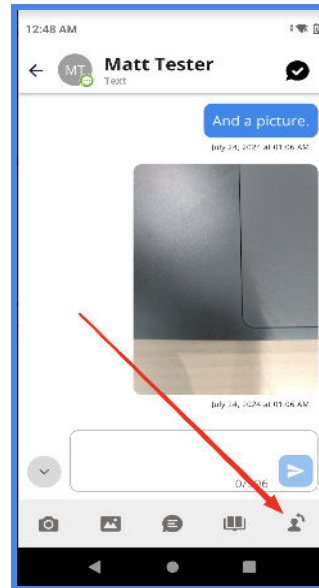 12:48 AM
MT
Matt Tester
Text
And a picture.
July 24, 2024 at 01:06 AM
July 24, 2024 at 01:06 AM